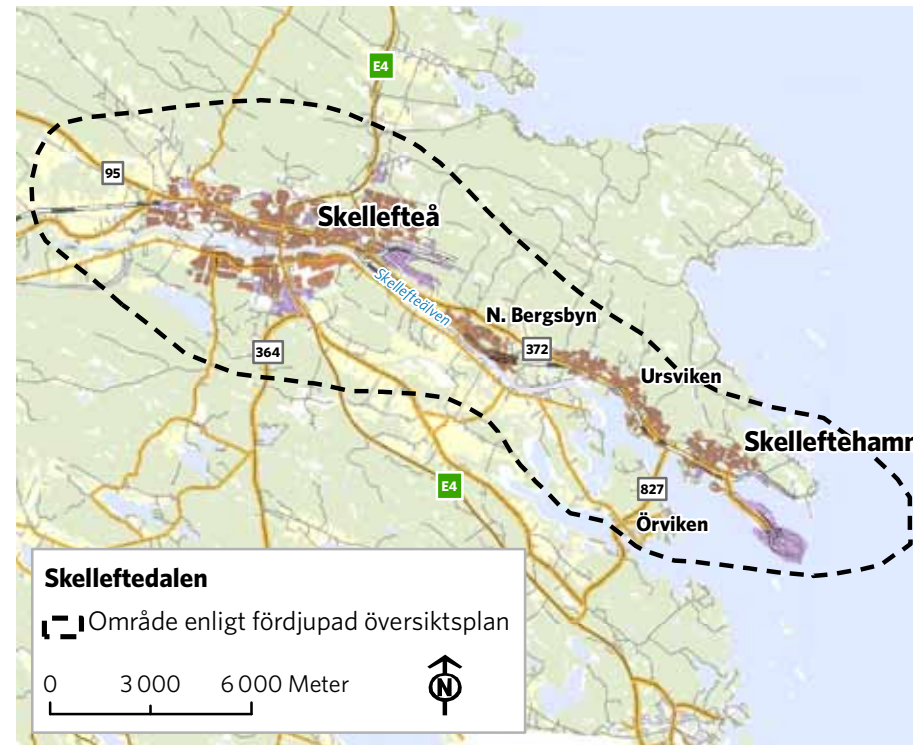 E4
95
Skellefteå
Skellefteälven
N. Bergsbyn
364
372
Ursviken
Skelleftehamn
E4
827
Örviken
Skelleftedalen
Område enligt fördjupad översiktsplan
0 3 000 6 000 Meter
N